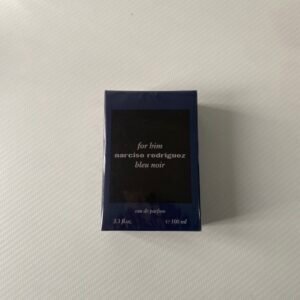 for him
narciso rodriguez
bleu noir
eau de parfum
3.3 fl.oz. ℮ 100 ml